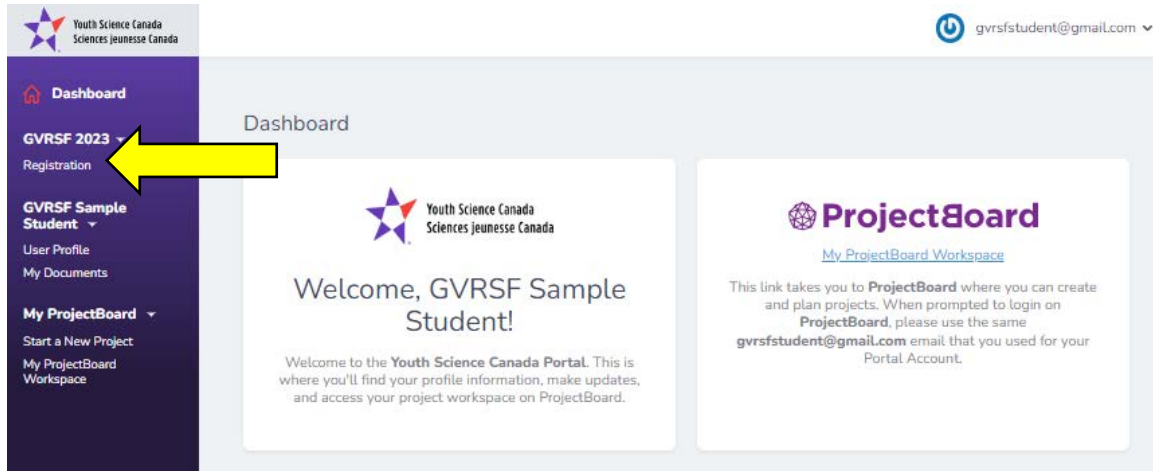 Youth Science Canada
Sciences jeunesse Canada
gvrsfstudent@gmail.com
Dashboard
GVRSF 2023
Registration
GVRSF Sample
Student
User Profile
My Documents
My ProjectBoard
Start a New Project
My ProjectBoard
Workspace
Dashboard
Youth Science Canada
Sciences jeunesse Canada
Welcome, GVRSF Sample
Student!
Welcome to the Youth Science Canada Portal. This is
where you'll find your profile information, make updates,
and access your project workspace on ProjectBoard.
ProjectBoard
My ProjectBoard Workspace
This link takes you to ProjectBoard where you can create
and plan projects. When prompted to login on
ProjectBoard, please use the same
gvrsfstudent@gmail.com email that you used for your
Portal Account.